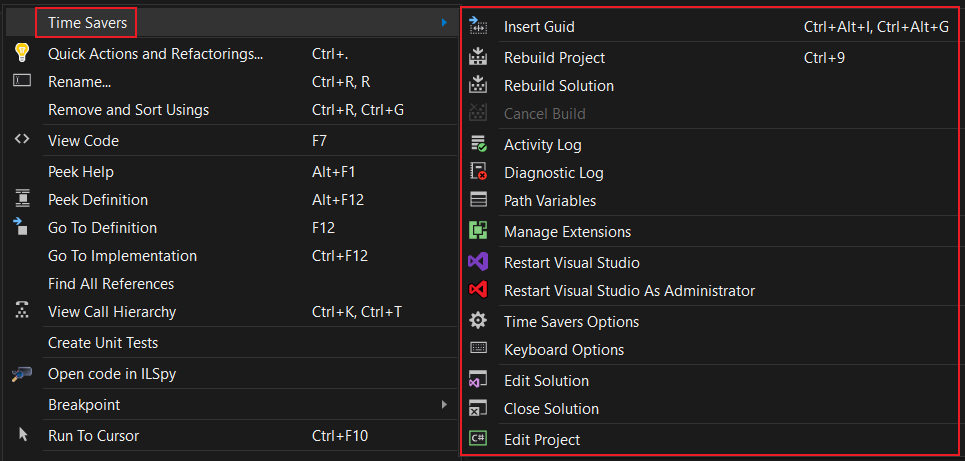 Time Savers
Quick Actions and Refactorings... Ctrl+.
Rename... Ctrl+R, R
Remove and Sort Usings Ctrl+R, Ctrl+G
View Code F7
Peek Help Alt+F1
Peek Definition Alt+F12
Go To Definition F12
Go To Implementation Ctrl+F12
Find All References
View Call Hierarchy Ctrl+K, Ctrl+T
Create Unit Tests
Open code in ILSpy
Breakpoint
Run To Cursor Ctrl+F10
Insert Guid Ctrl+Alt+I, Ctrl+Alt+G
Rebuild Project Ctrl+9
Rebuild Solution
Cancel Build
Activity Log
Diagnostic Log
Path Variables
Manage Extensions
Restart Visual Studio
Restart Visual Studio As Administrator
Time Savers Options
Keyboard Options
Edit Solution
Close Solution
C# Edit Project